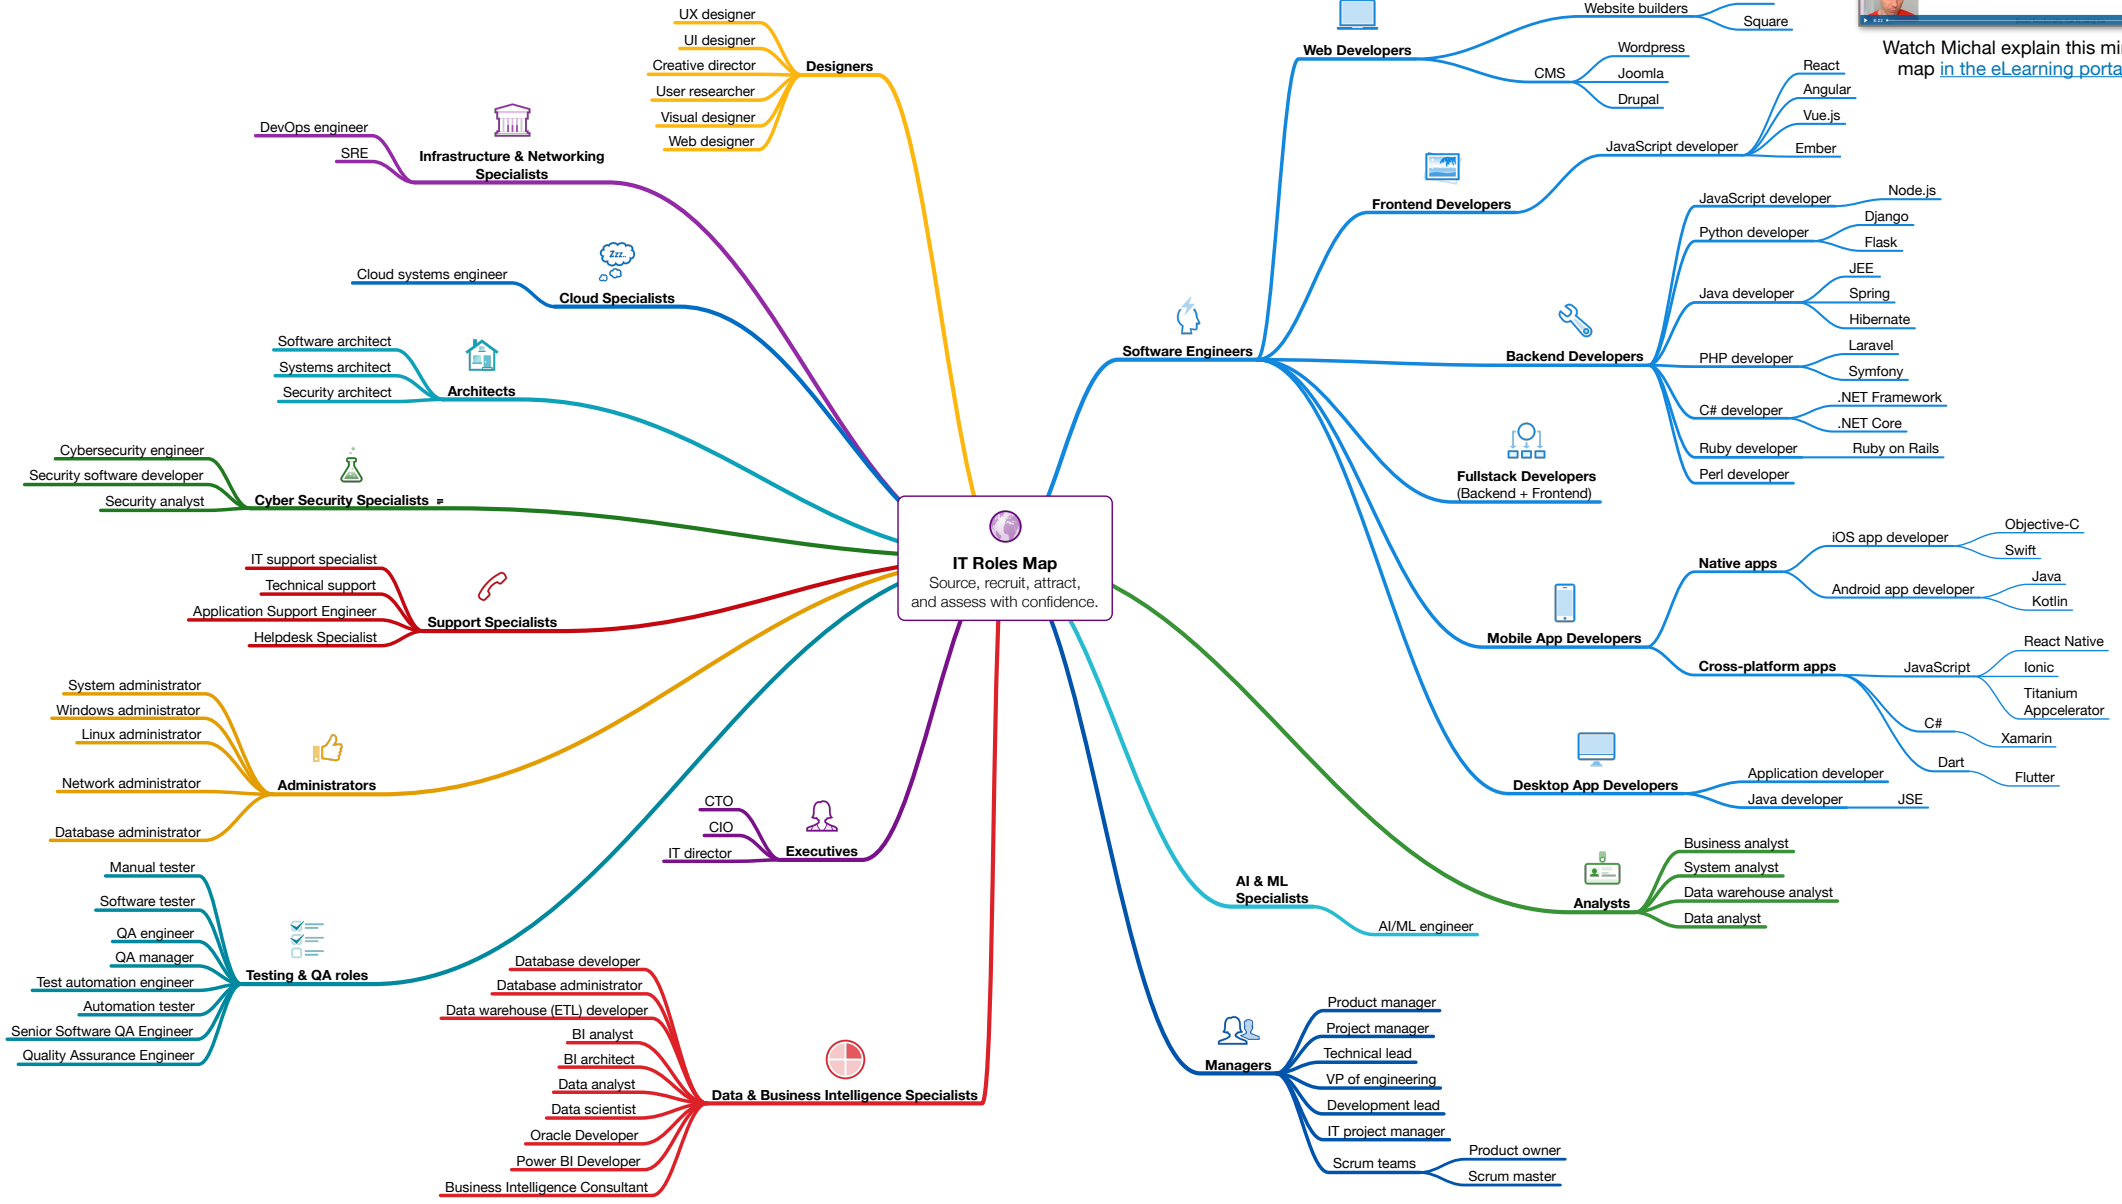 UX designer
UI designer
Creative director
User researcher
Visual designer
Web designer
Designers
DevOps engineer
SRE
Infrastructure & Networking
Specialists
Zzz..
Cloud systems engineer
Cloud Specialists
Software architect
Systems architect
Security architect
Architects
Cybersecurity engineer
Security software developer
Security analyst
Cyber Security Specialists
IT support specialist
Technical support
Application Support Engineer
Helpdesk Specialist
Support Specialists
System administrator
Windows administrator
Linux administrator
Network administrator
Database administrator
Administrators
Manual tester
Software tester
QA engineer
QA manager
Test automation engineer
Automation tester
Senior Software QA Engineer
Quality Assurance Engineer
Testing & QA roles
CTO
CIO
IT director
Executives
Database developer
Database administrator
Data warehouse (ETL) developer
BI analyst
BI architect
Data analyst
Data scientist
Oracle Developer
Power BI Developer
Business Intelligence Consultant
Data & Business Intelligence Specialists
IT Roles Map
Source, recruit, attract,
and assess with confidence.
Software Engineers
Web Developers
Website builders
Square
CMS
Wordpress
Joomla
Drupal
Watch Michal explain this
map in the eLearning
Frontend Developers
JavaScript developer
React
Angular
Vue.js
Ember
Backend Developers
JavaScript developer
Node.js
Python developer
Django
Flask
Java developer
JEE
Spring
Hibernate
PHP developer
Laravel
Symfony
C# developer
.NET Framework
.NET Core
Ruby developer
Ruby on Rails
Perl developer
Fullstack Developers
(Backend + Frontend)
Mobile App Developers
Native apps
iOS app developer
Objective-C
Swift
Android app developer
Java
Kotlin
Cross-platform apps
JavaScript
React Native
Ionic
Titanium
Appcelerator
C#
Xamarin
Dart
Flutter
Desktop App Developers
Application developer
Java developer
JSE
Analysts
Business analyst
System analyst
Data warehouse analyst
Data analyst
AI & ML
Specialists
AI/ML engineer
Managers
Product manager
Project manager
Technical lead
VP of engineering
Development lead
IT project manager
Scrum teams
Product owner
Scrum master